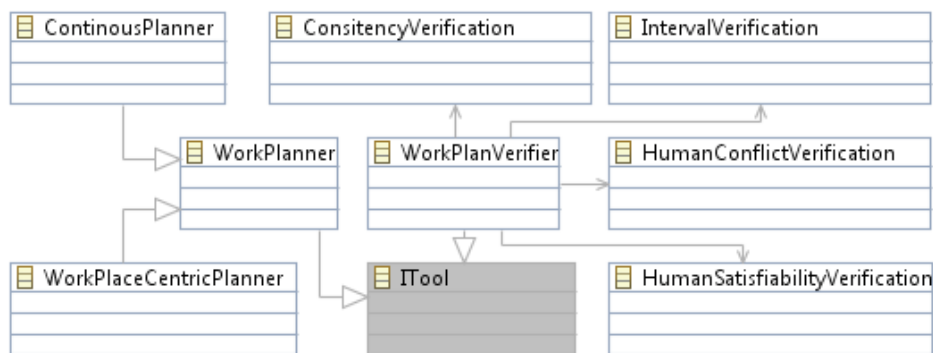 ContinousPlanner
ConsitencyVerification
IntervalVerification
WorkPlanner
WorkPlanVerifier
HumanConflictVerification
WorkPlaceCentricPlanner
ITool
HumanSatisfiabilityVerification